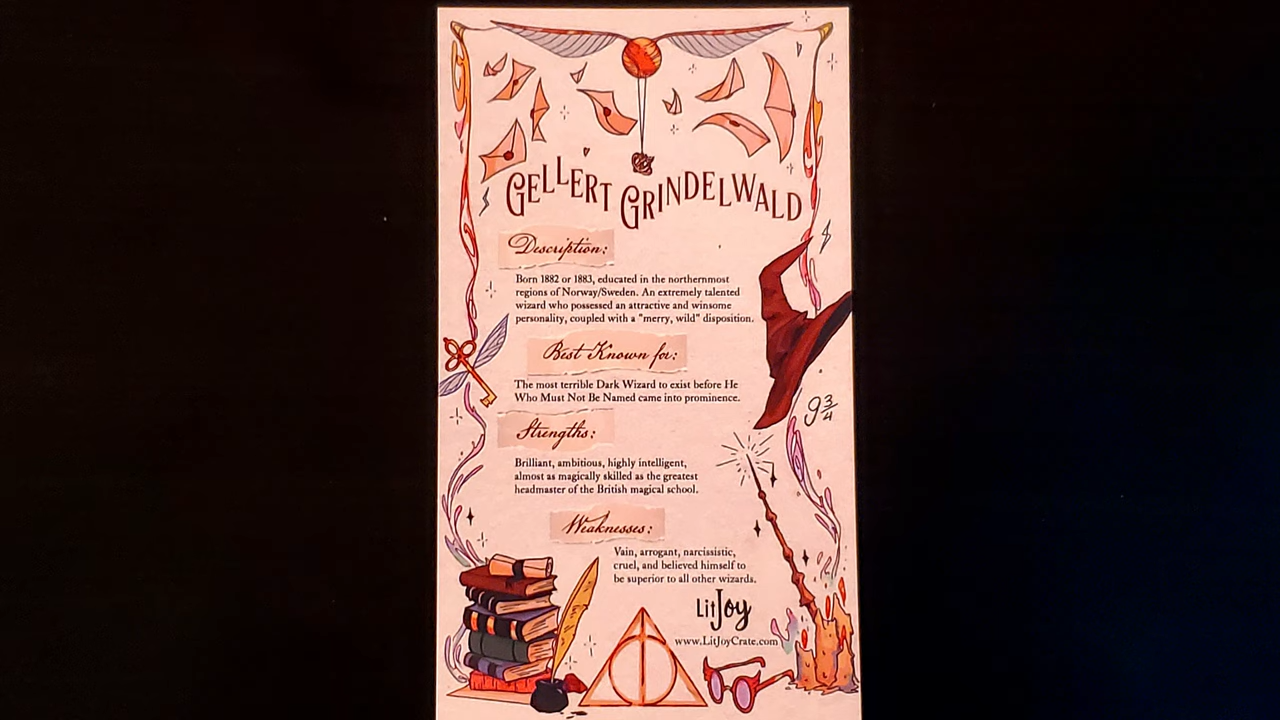 GELLERT GRINDELWALD
Description:
Born 1882 or 1883, educated in the northernmost
regions of Norway/Sweden. An extremely talented
wizard who possessed an attractive and winsome
personality, coupled with a "merry, wild" disposition.
Best Known for:
The most terrible Dark Wizard to exist before He
Who Must Not Be Named came into prominence.
9 3/4
Strengths:
Brilliant, ambitious, highly intelligent,
almost as magically skilled as the greatest
headmaster of the British magical school.
Weaknesses:
Vain, arrogant, narcissistic,
cruel, and believed himself to
be superior to all other wizards.
LitJoy
www.LitJoyCrate.com